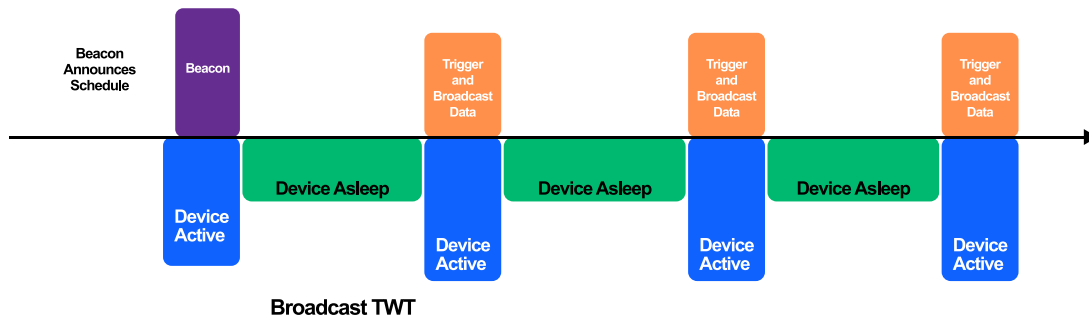 Beacon
Announces
Schedule
Beacon
Trigger
and
Broadcast
Data
Trigger
and
Broadcast
Data
Trigger
and
Broadcast
Data
Device Asleep
Device Asleep
Device Asleep
Device
Active
Device
Active
Device
Active
Device
Active
Broadcast TWT